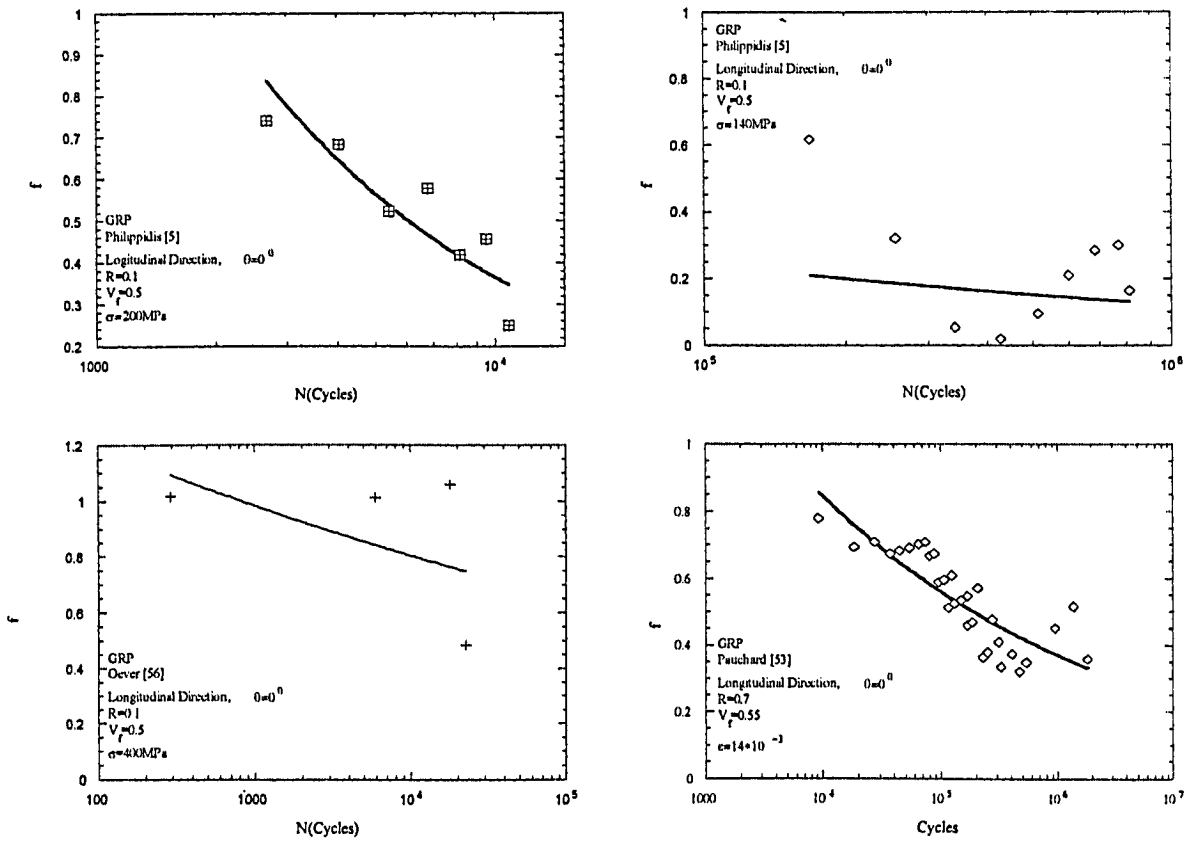 1
0.9
0.8
0.7
0.6
0.5
0.4
0.3
0.2
f
GRP
Philippidis [5]
Logitudinal Direction, θ=0⁰
R=0.1
V_f=0.5
σ=200MPa
1000
10⁴
N(Cycles)
1
0.8
0.6
0.4
0.2
0
f
GRP
Philippidis [5]
Longitudinal Direction, θ=0⁰
R=0.1
V_f=0.5
σ=140MPa
10⁵
10⁶
N(Cycles)
1.2
1
0.8
0.6
0.4
0.2
0
f
GRP
Oever [56]
Longitudinal Direction, θ=0⁰
R=0.1
V_f=0.5
σ=400MPa
100
1000
10⁴
10⁵
N(Cycles)
1
0.8
0.6
0.4
0.2
0
f
GRP
Pauchard [53]
Longitudinal Direction, θ=0⁰
R=0.7
V_f=0.55
ε=14*10⁻³
1000
10⁴
10⁵
10⁶
10⁷
Cycles